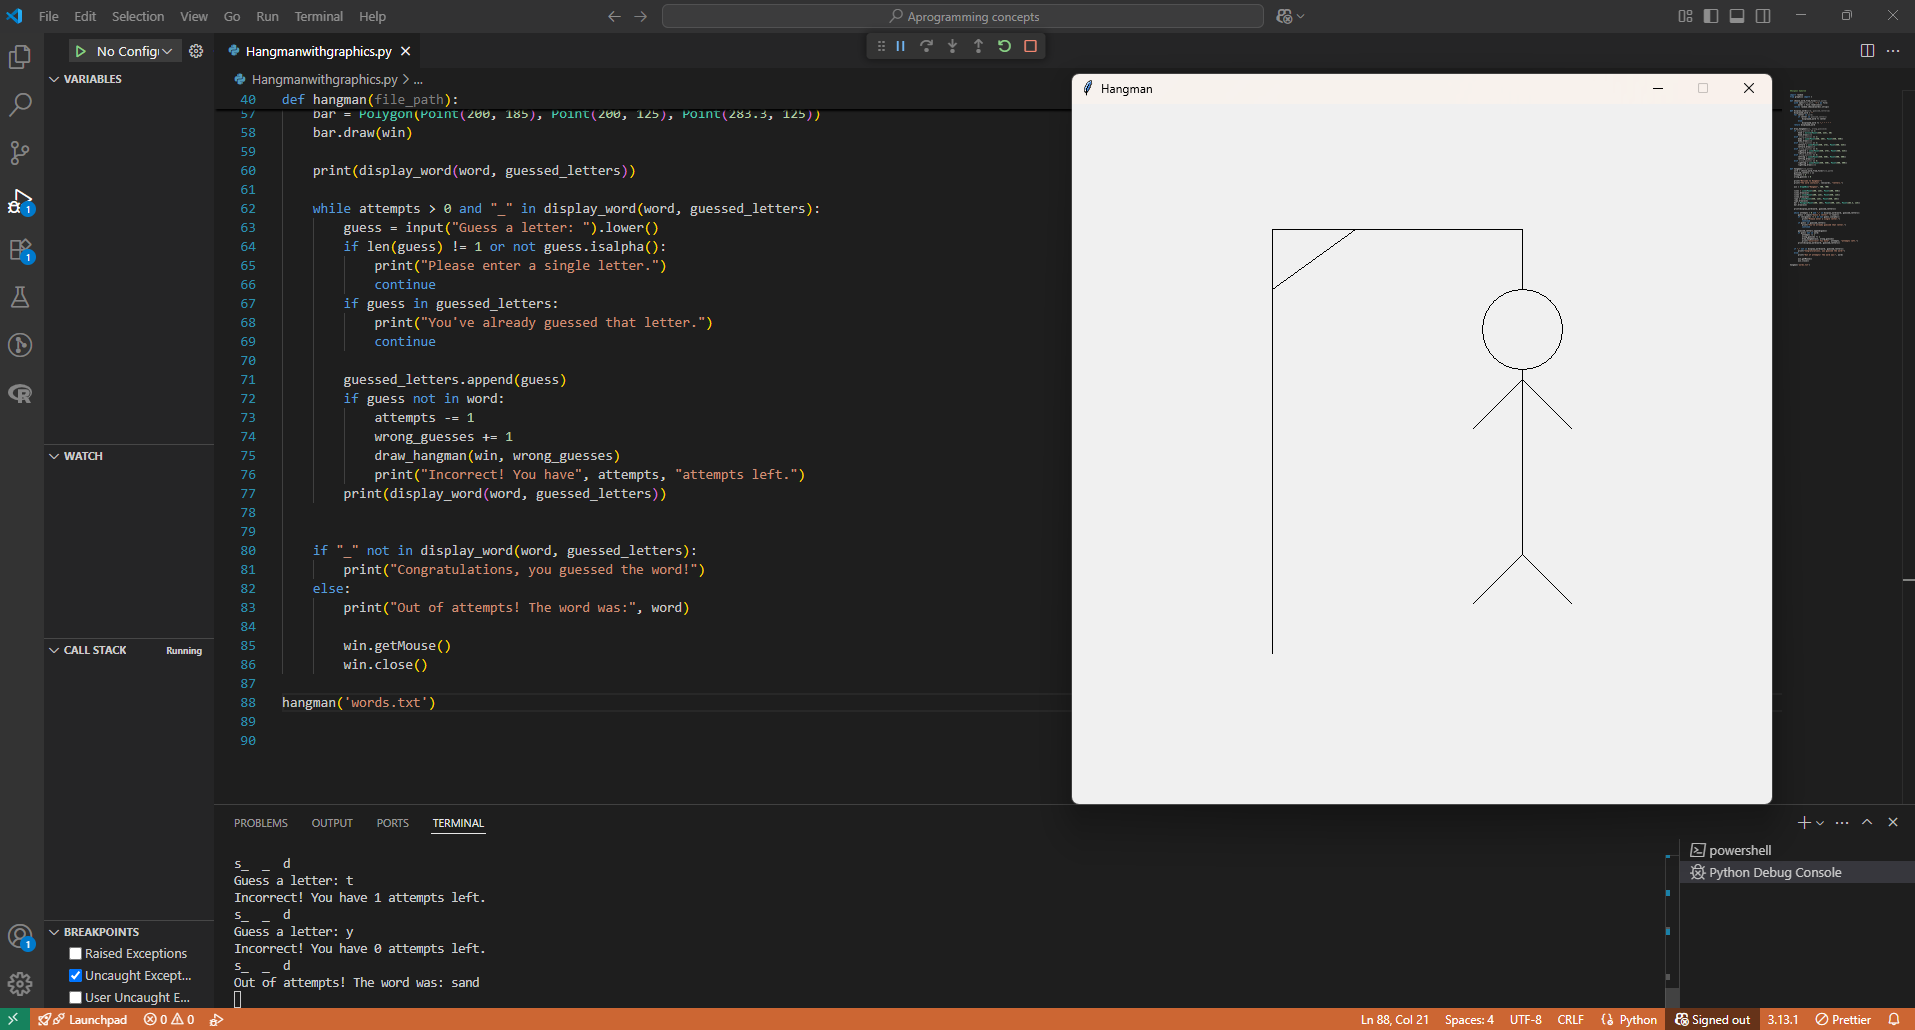 File Edit Selection View Go Run Terminal Help
Aprogramming concepts
No Config
Hangmanwithgraphics.py
VARIABLES
Hangmanwithgraphics.py > ...
40 def hangman(file_path):
57 bar = Polygon(Point(200, 185), Point(200, 125), Point(283.3, 125))
58 bar.draw(win)
59
60 print(display_word(word, guessed_letters))
61
62 while attempts > 0 and "_" in display_word(word, guessed_letters):
63 guess = input("Guess a letter: ").lower()
64 if len(guess) != 1 or not guess.isalpha():
65 print("Please enter a single letter.")
66 continue
67 if guess in guessed_letters:
68 print("You've already guessed that letter.")
69 continue
70
71 guessed_letters.append(guess)
72 if guess not in word:
73 attempts -= 1
74 wrong_guesses += 1
75 draw_hangman(win, wrong_guesses)
76 print("Incorrect! You have", attempts, "attempts left.")
77 print(display_word(word, guessed_letters))
78
79
80 if "_" not in display_word(word, guessed_letters):
81 print("Congratulations, you guessed the word!")
82 else:
83 print("Out of attempts! The word was:", word)
84
85 win.getMouse()
86 win.close()
87
88 hangman('words.txt')
89
90
Hangman
1
1
WATCH
CALL STACK Running
BREAKPOINTS
Raised Exceptions
Uncaught Except...
User Uncaught E...
1
PROBLEMS OUTPUT PORTS TERMINAL
s_ _ d
Guess a letter: t
Incorrect! You have 1 attempts left.
s_ _ d
Guess a letter: y
Incorrect! You have 0 attempts left.
s_ _ d
Out of attempts! The word was: sand
powershell
Python Debug Console
Launchpad 0 0 Ln 88, Col 21 Spaces: 4 UTF-8 CRLF Python Signed out 3.13.1 Prettier